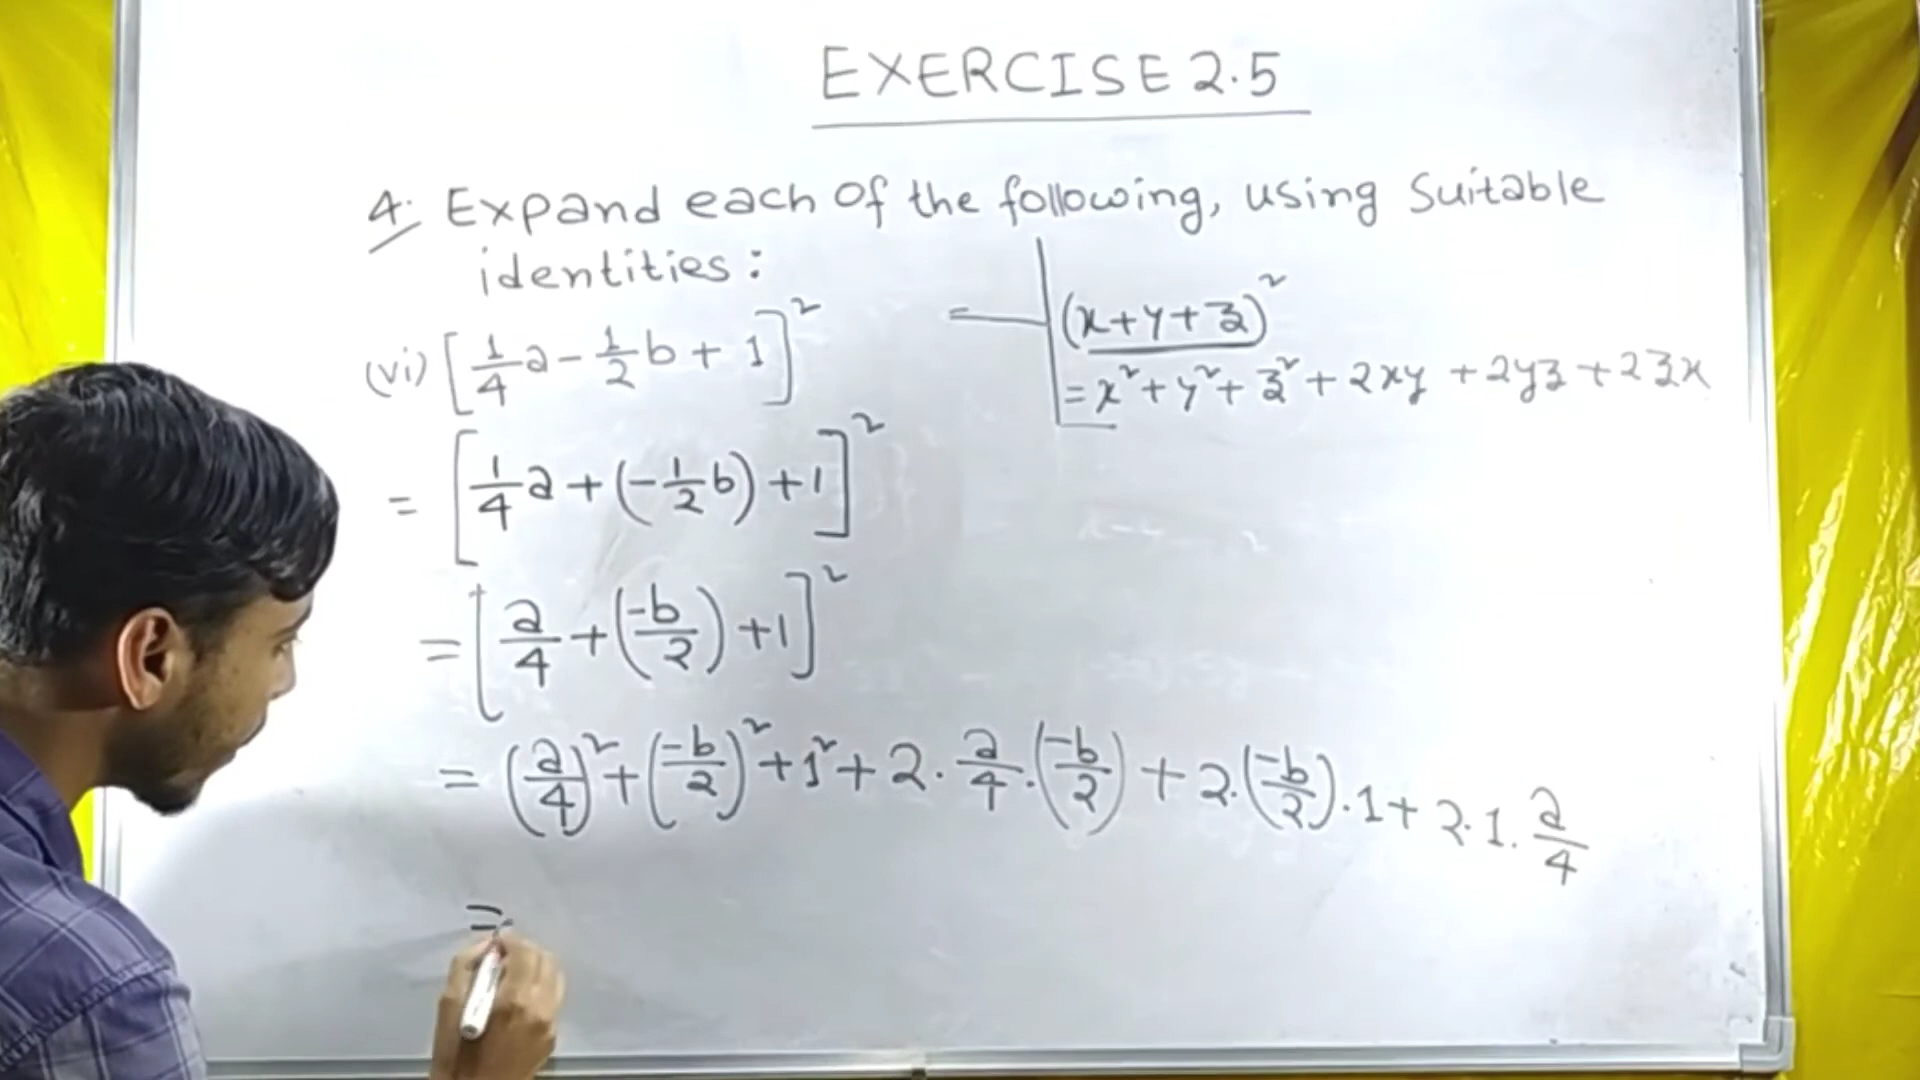 EXERCISE 2.5
4. Expand each of the following, using Suitable
identities:
(vi) [1/4 a - 1/2 b + 1]²
(x+y+z)²
= x² + y² + z² + 2xy + 2yz + 2zx
= [1/4 a + (-1/2 b) + 1]²
= [a/4 + (-b/2) + 1]²
= (a/4)² + (-b/2)² + 1² + 2 . a/4 . (-b/2) + 2 . (-b/2) . 1 + 2 . 1 . a/4
=